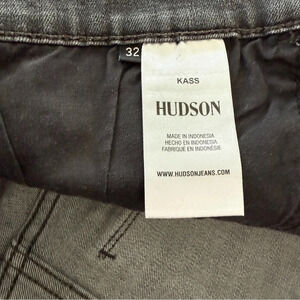 32
KASS
HUDSON
MADE IN INDONESIA
HECHO EN INDONESIA
FABRIQUÉ EN INDONÉSIE
WWW.HUDSONJEANS.COM